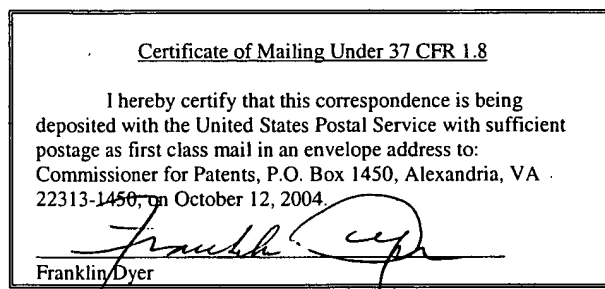 Certificate of Mailing Under 37 CFR 1.8
I hereby certify that this correspondence is being
deposited with the United States Postal Service with sufficient
postage as first class mail in an envelope address to:
Commissioner for Patents, P.O. Box 1450, Alexandria, VA
22313-1450, on October 12, 2004.
Franklin Dyer
Franklin Dyer